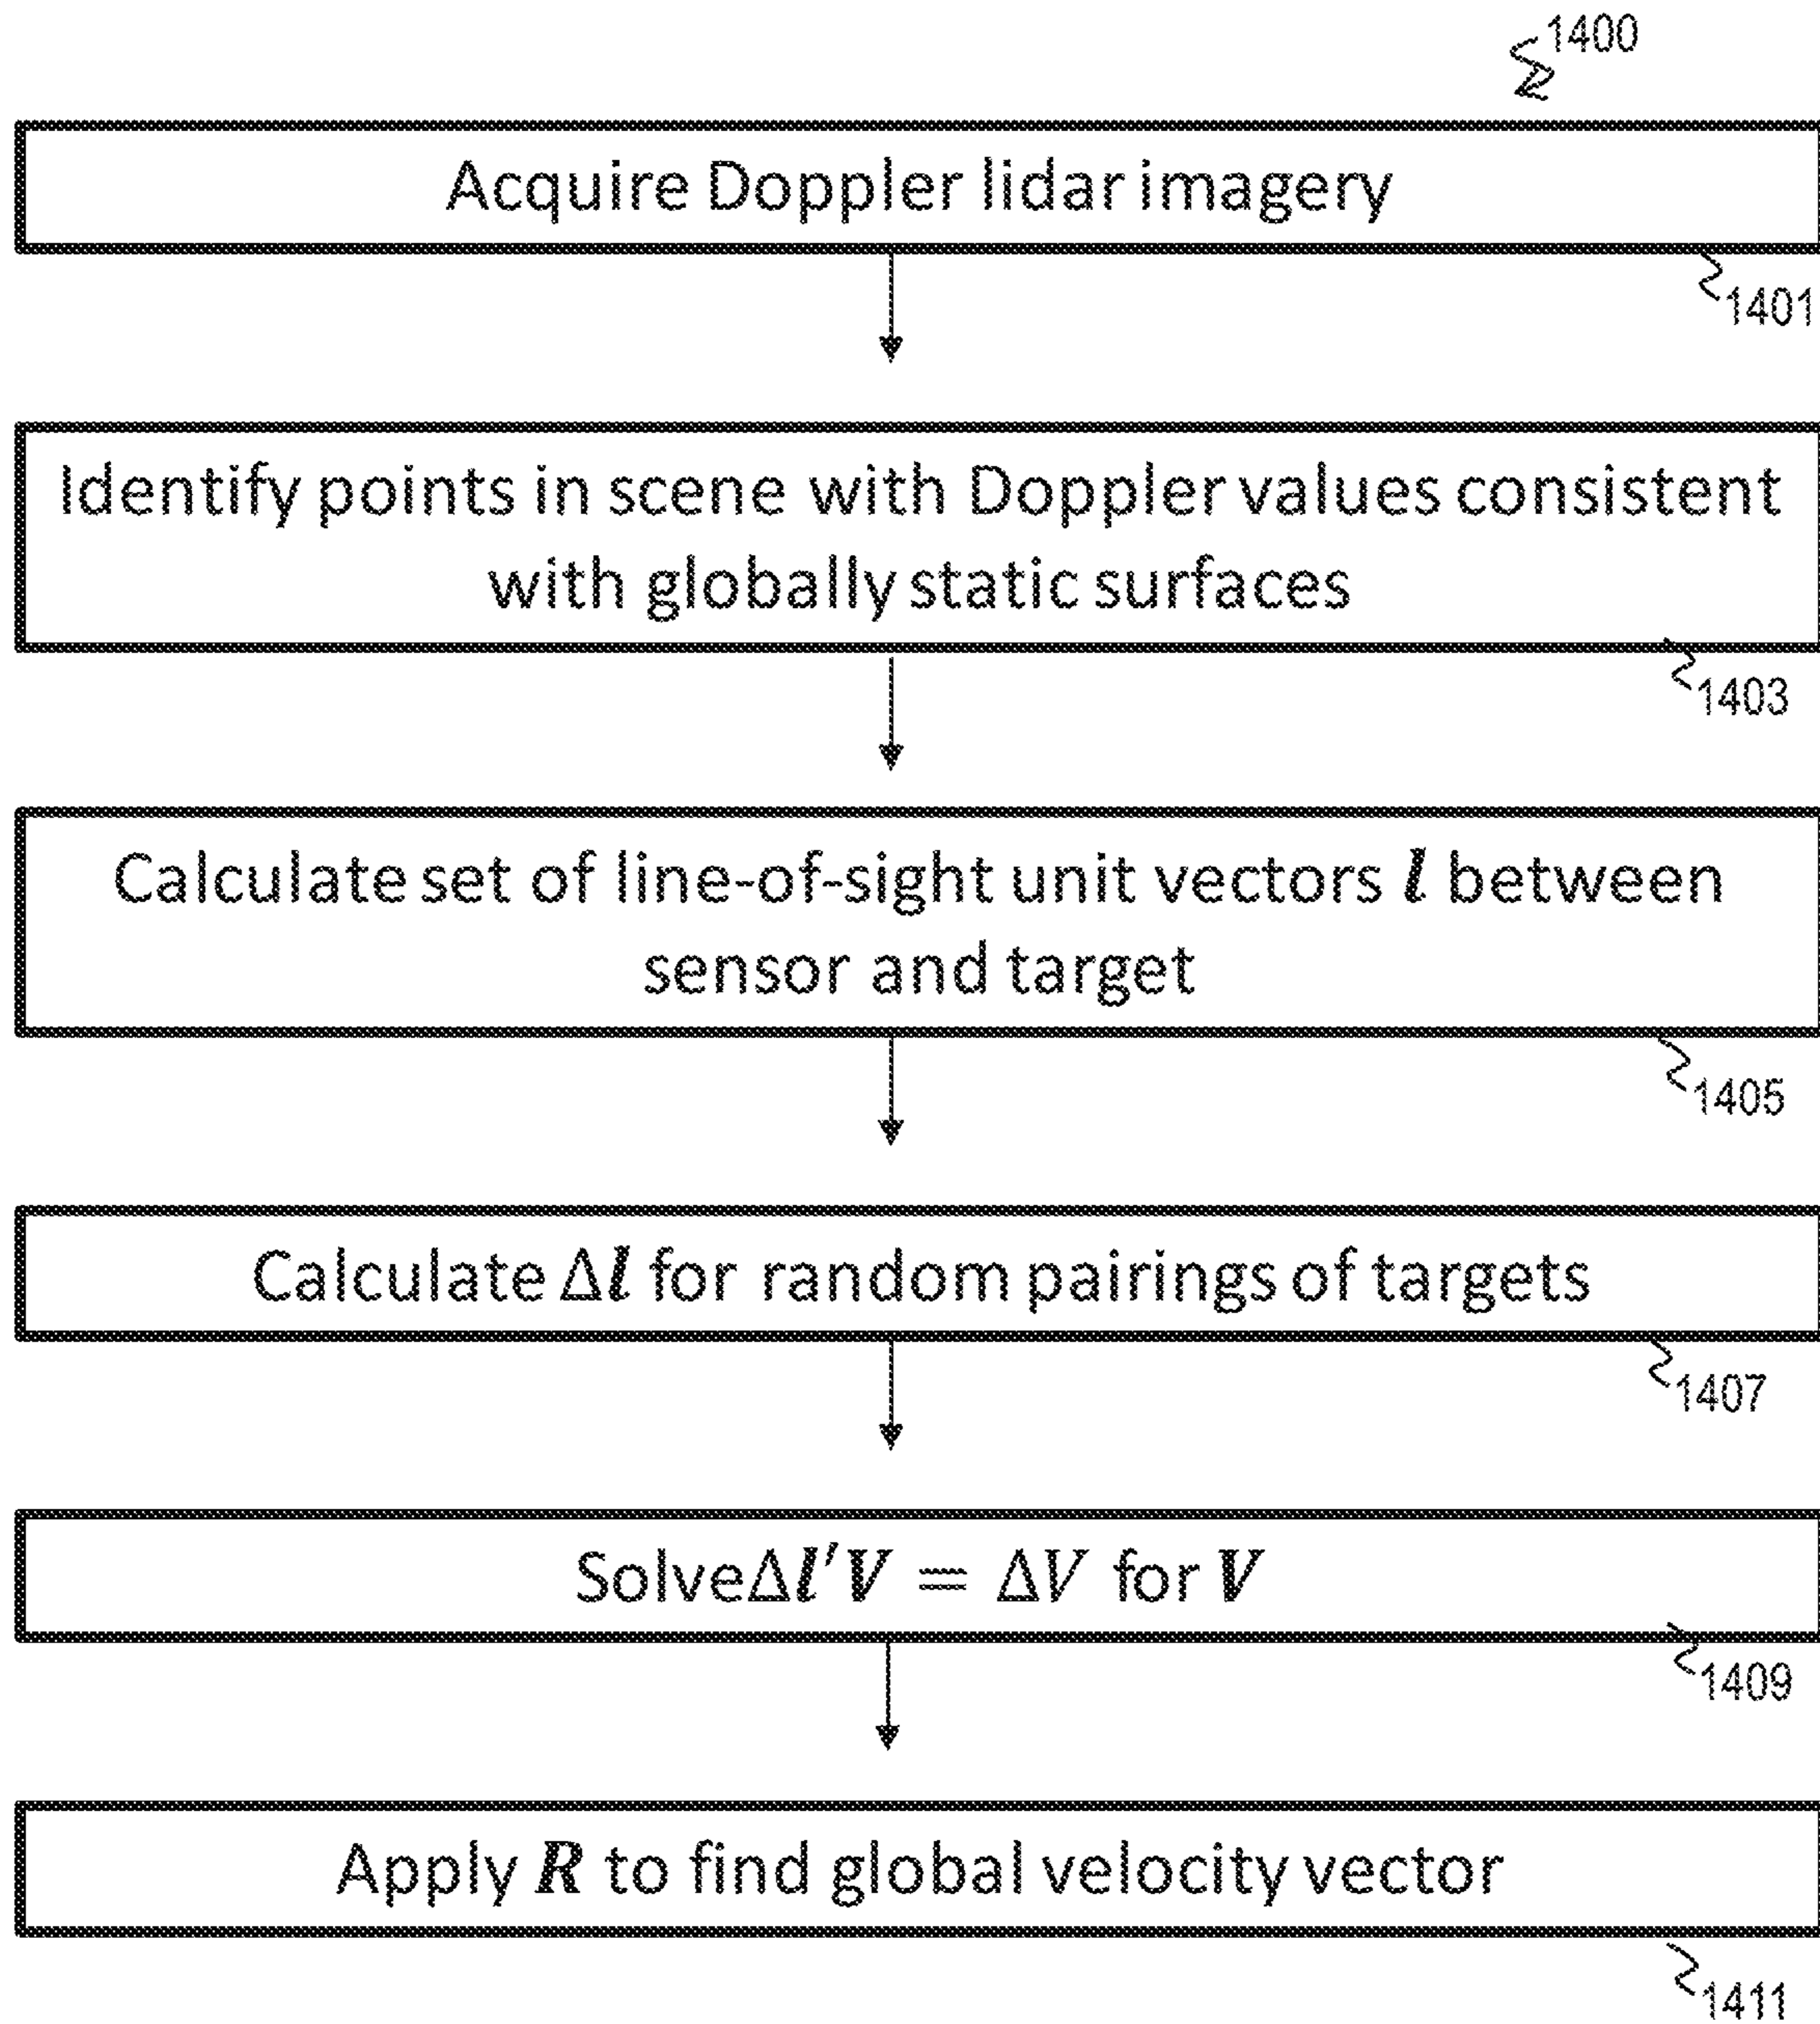 1400
Acquire Doppler lidar imagery
1401
Identify points in scene with Doppler values consistent
with globally static surfaces
1403
Calculate set of line-of-sight unit vectors l between
sensor and target
1405
Calculate Δl for random pairings of targets
1407
SolveΔl′V = ΔV for V
1409
Apply R to find global velocity vector
1411